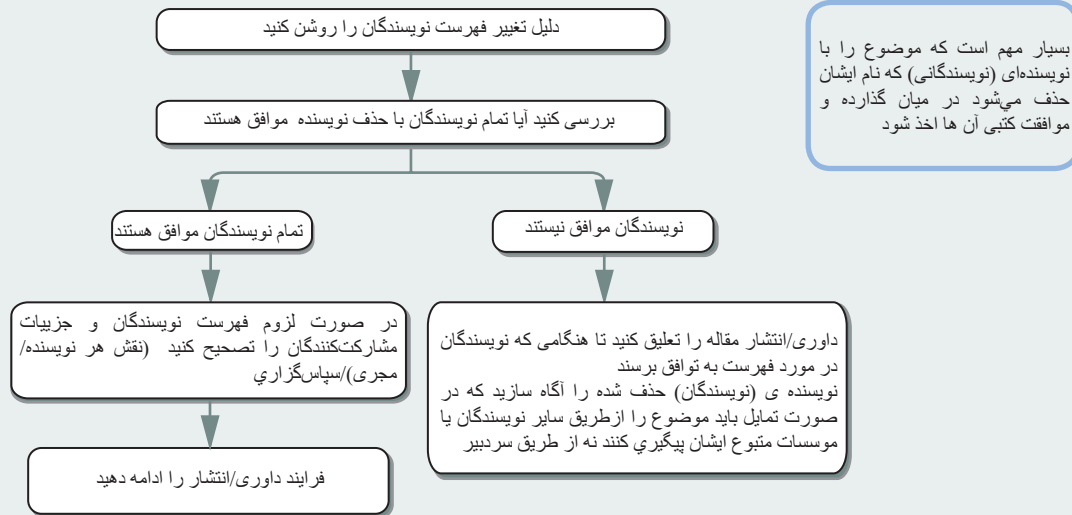 دلیل تغییر فهرست نویسندگان را روشن کنید
بسیار مهم است که موضوع را با
نویسنده‌ای (نویسندگانی) که نام ایشان
حذف مي‌شود در میان گذارده و
موافقت کتبی آن ها اخذ شود
بررسی کنید آیا تمام نویسندگان با حذف نویسنده موافق هستند
نویسندگان موافق نیستند
تمام نویسندگان موافق هستند
داوری/انتشار مقاله را تعلیق کنید تا هنگامی که نویسندگان
در مورد فهرست به توافق برسند
نویسنده ی (نویسندگان) حذف شده را آگاه سازید که در
صورت تمایل باید موضوع را ازطریق سایر نویسندگان یا
موسسات متبوع ایشان پیگیري کنند نه از طریق سردبیر
در صورت لزوم فهرست نویسندگان و جزییات
مشارکت‌کنندگان را تصحیح کنید (نقش هر نویسنده/
مجری)/سپاس‌گزاري
فرایند داوری/انتشار را ادامه دهید